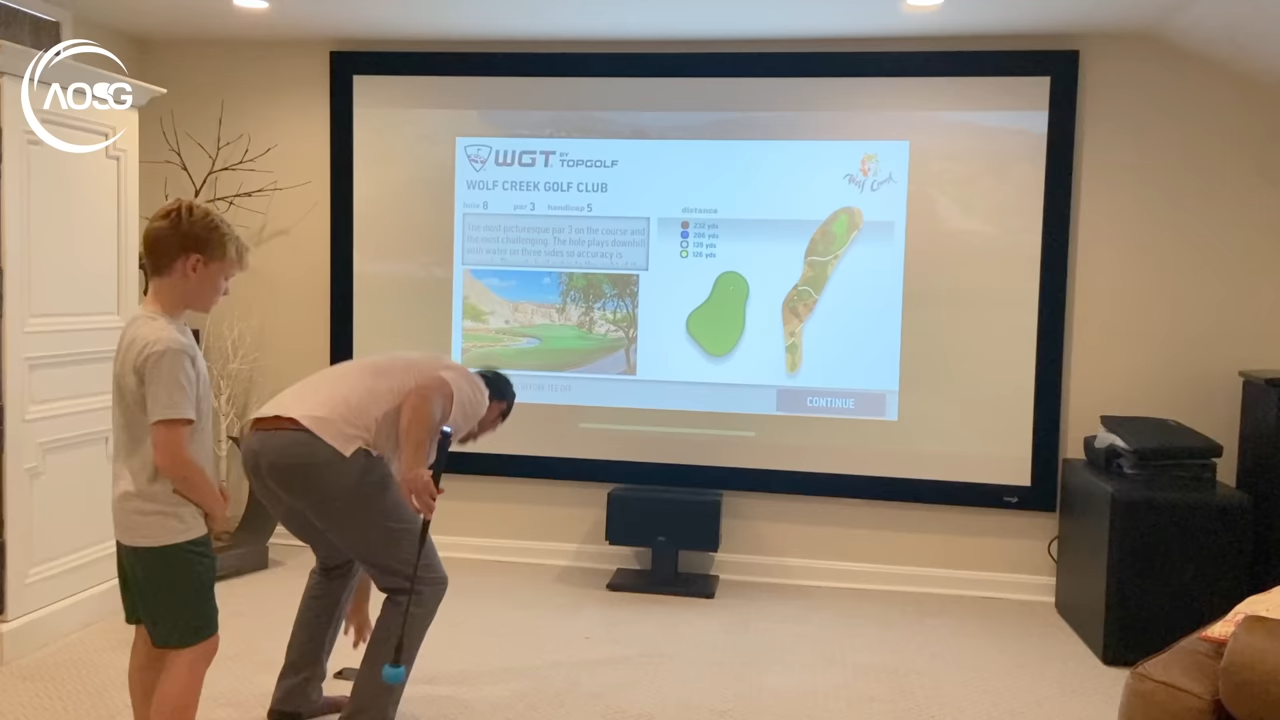 AOSG
WGT BY TOPGOLF
WOLF CREEK GOLF CLUB
Wolf Creek
hole 8 par 3 handicap 5
The most picturesque par 3 on the course and
the most challenging. The hole plays downhill
with water on three sides so accuracy is
distance
232 yds
206 yds
139 yds
126 yds
CONTINUE